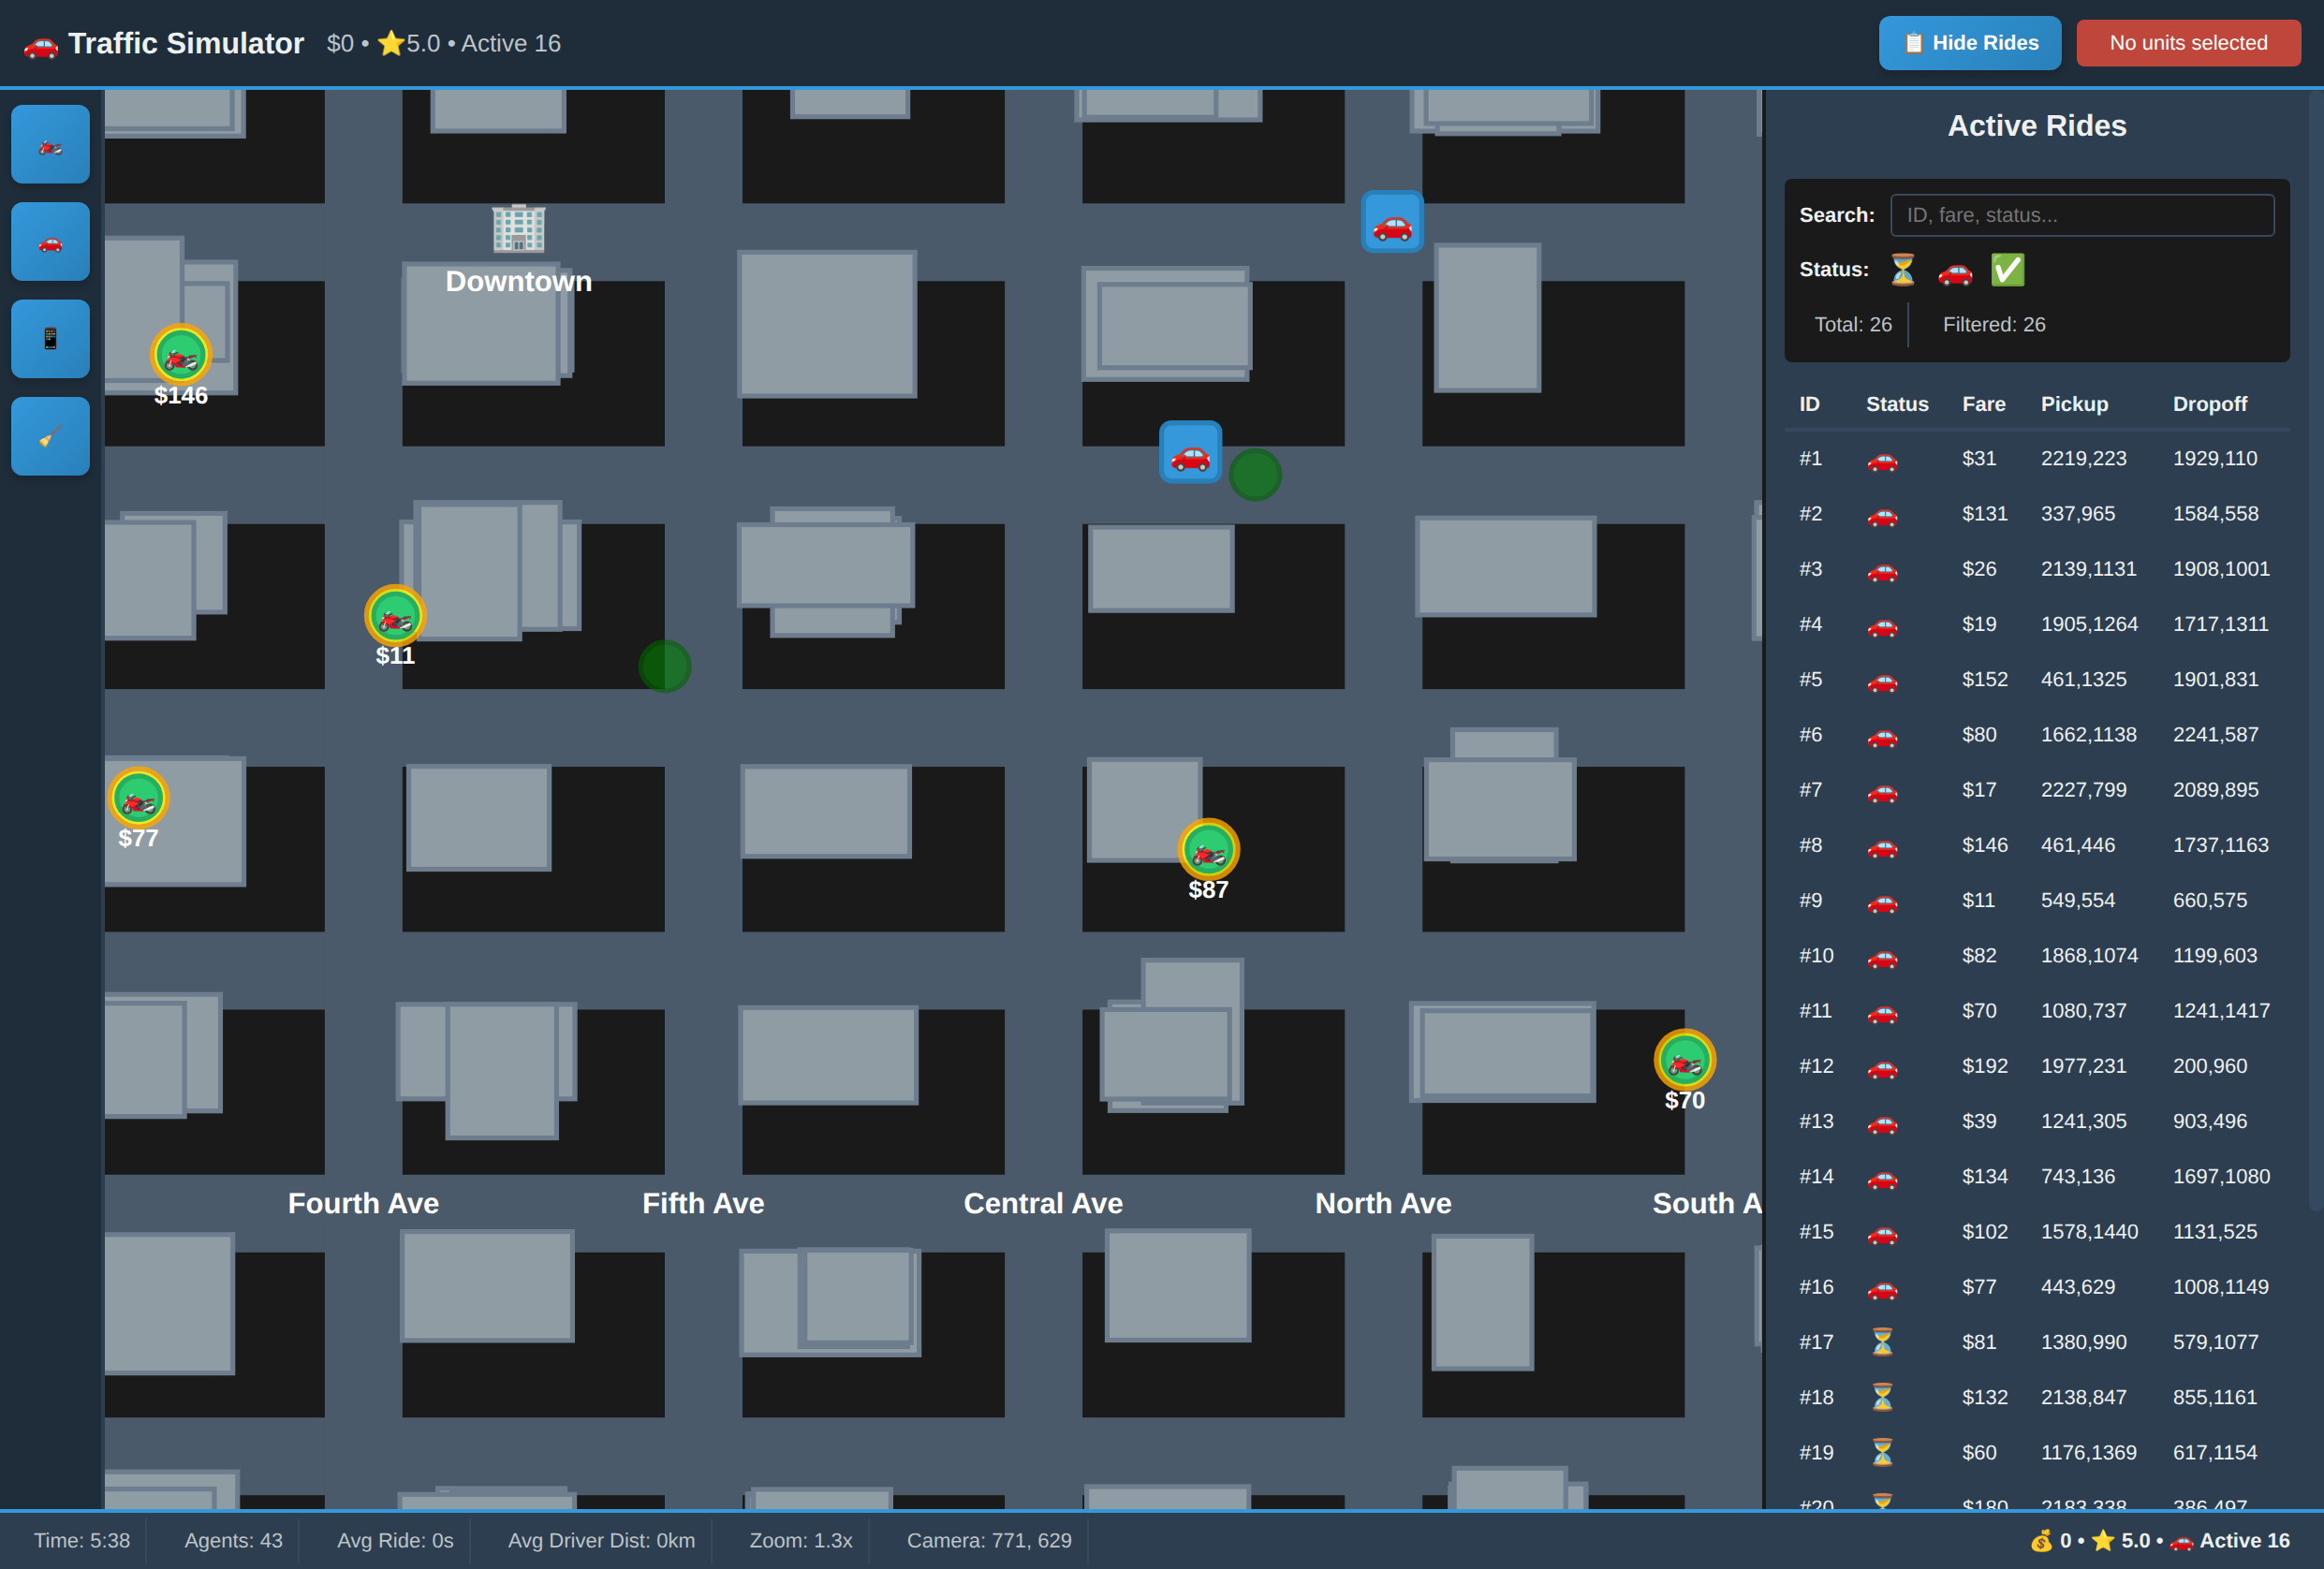 🚗 Traffic Simulator $0 • ⭐5.0 • Active 16
📋 Hide Rides
No units selected
Downtown
$146
$11
$77
$87
$70
Fourth Ave Fifth Ave Central Ave North Ave South A
Active Rides
Search: ID, fare, status...
Status: ⏳ 🚗 ✅
Total: 26 Filtered: 26
ID Status Fare Pickup Dropoff
#1 🚗 $31 2219,223 1929,110
#2 🚗 $131 337,965 1584,558
#3 🚗 $26 2139,1131 1908,1001
#4 🚗 $19 1905,1264 1717,1311
#5 🚗 $152 461,1325 1901,831
#6 🚗 $80 1662,1138 2241,587
#7 🚗 $17 2227,799 2089,895
#8 🚗 $146 461,446 1737,1163
#9 🚗 $11 549,554 660,575
#10 🚗 $82 1868,1074 1199,603
#11 🚗 $70 1080,737 1241,1417
#12 🚗 $192 1977,231 200,960
#13 🚗 $39 1241,305 903,496
#14 🚗 $134 743,136 1697,1080
#15 🚗 $102 1578,1440 1131,525
#16 🚗 $77 443,629 1008,1149
#17 ⏳ $81 1380,990 579,1077
#18 ⏳ $132 2138,847 855,1161
#19 ⏳ $60 1176,1369 617,1154
#20 ⏳ $180 2183,338 386,497
Time: 5:38 Agents: 43 Avg Ride: 0s Avg Driver Dist: 0km Zoom: 1.3x Camera: 771, 629 💰 0 • ⭐ 5.0 • 🚗 Active 16